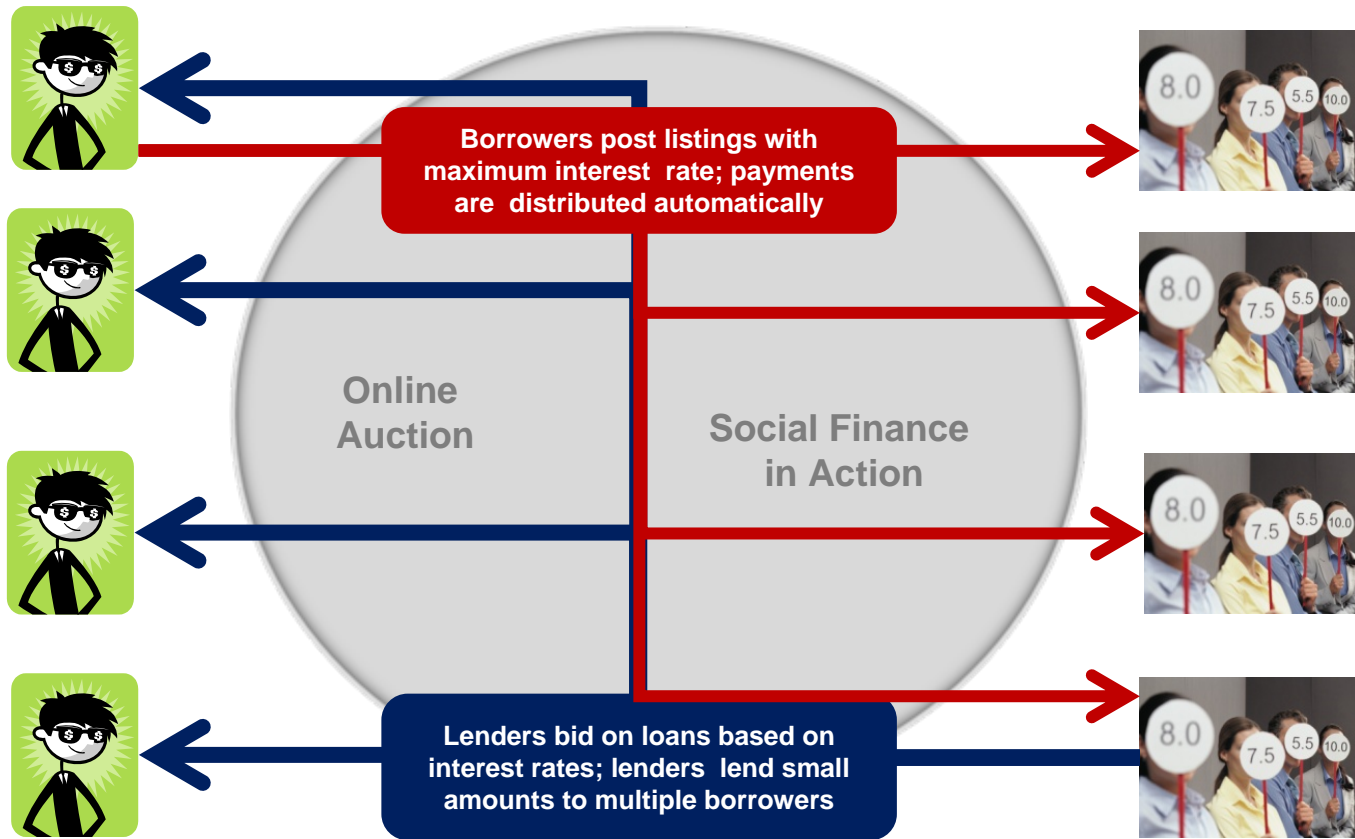 8.0
7.5
5.5
10.0
Borrowers post listings with
maximum interest rate; payments
are distributed automatically
8.0
7.5
5.5
10.0
Online
Auction
Social Finance
in Action
8.0
7.5
5.5
10.0
Lenders bid on loans based on
interest rates; lenders lend small
amounts to multiple borrowers
8.0
7.5
5.5
10.0
$ $
$ $
$ $
$ $